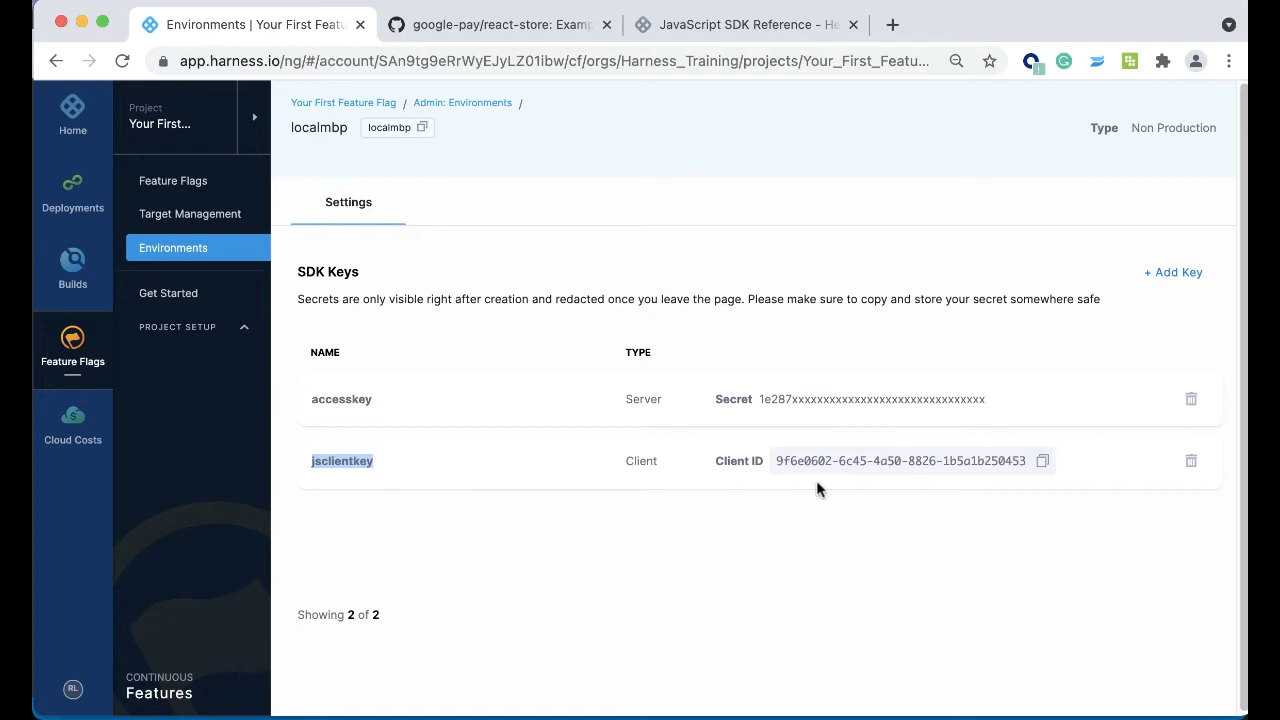 Environments | Your First Featu
google-pay/react-store: Examp
JavaScript SDK Reference - He
app.harness.io/ng/#/account/SAn9tg9eRrWyEJyLZ01ibw/cf/orgs/Harness_Training/projects/Your_First_Featu...
1
Home
Deployments
Builds
Feature Flags
Cloud Costs
RL
Project
Your First...
Feature Flags
Target Management
Environments
Get Started
PROJECT SETUP
CONTINUOUS
Features
Your First Feature Flag / Admin: Environments /
localmbp localmbp
Type Non Production
Settings
SDK Keys
+ Add Key
Secrets are only visible right after creation and redacted once you leave the page. Please make sure to copy and store your secret somewhere safe
NAME TYPE
accesskey Server Secret 1e287xxxxxxxxxxxxxxxxxxxxxxxxxxxxxxx
jsclientkey Client Client ID 9f6e0602-6c45-4a50-8826-1b5a1b250453
Showing 2 of 2